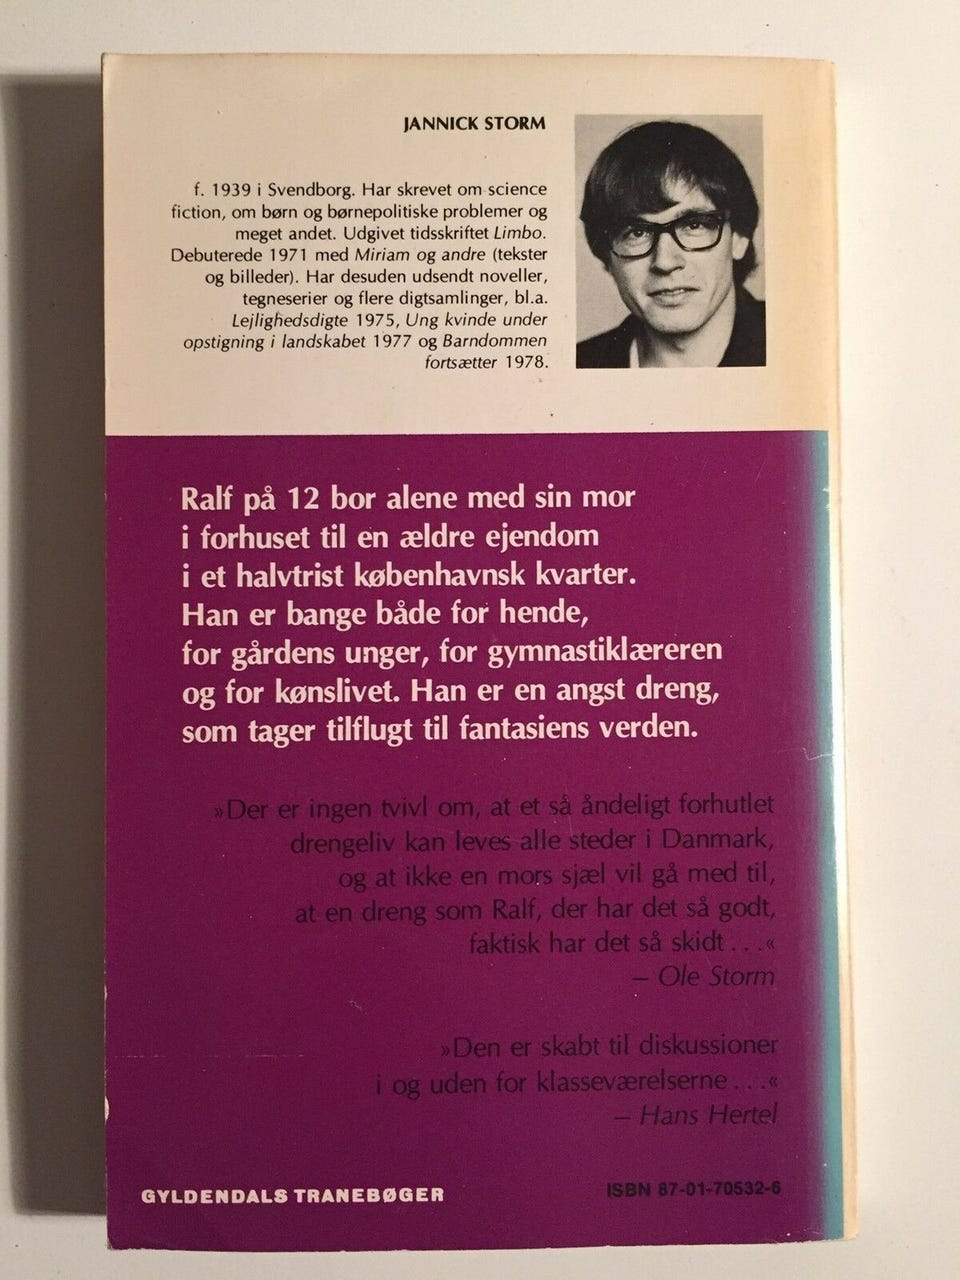 JANNICK STORM
f. 1939 i Svendborg. Har skrevet om science
fiction, om børn og børnepolitiske problemer og
meget andet. Udgivet tidsskriftet Limbo.
Debuterede 1971 med Miriam og andre (tekster
og billeder). Har desuden udsendt noveller,
tegneserier og flere digtsamlinger, bl.a.
Lejlighedsdigte 1975, Ung kvinde under
opstigning i landskabet 1977 og Barndommen
fortsætter 1978.
Ralf på 12 bor alene med sin mor
i forhuset til en ældre ejendom
i et halvtrist københavnsk kvarter.
Han er bange både for hende,
for gårdens unger, for gymnastiklæreren
og for kønslivet. Han er en angst dreng,
som tager tilflugt til fantasiens verden.
»Der er ingen tvivl om, at et så åndeligt forhutlet
drengeliv kan leves alle steder i Danmark,
og at ikke en mors sjæl vil gå med til,
at en dreng som Ralf, der har det så godt,
faktisk har det så skidt...«
– Ole Storm
»Den er skabt til diskussioner
i og uden for klasseværelserne...«
– Hans Hertel
GYLDENDALS TRANEBØGER
ISBN 87-01-70532-6